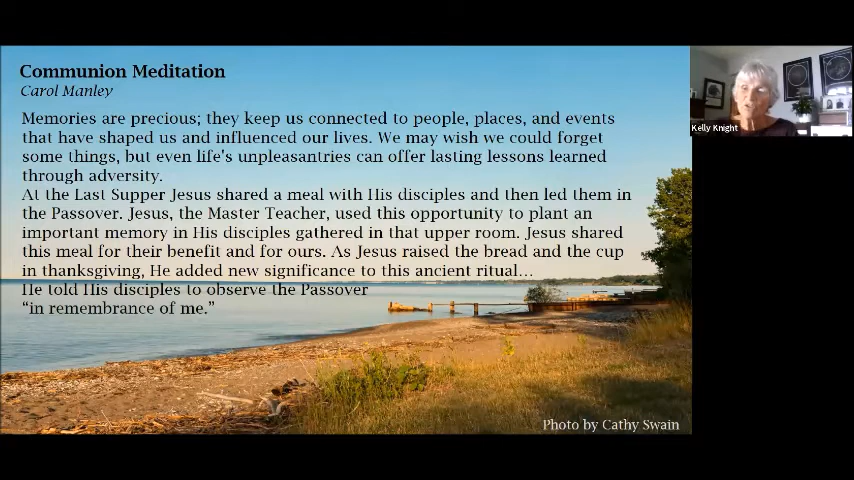 Communion Meditation
Carol Manley
Memories are precious; they keep us connected to people, places, and events
that have shaped us and influenced our lives. We may wish we could forget
some things, but even life's unpleasantries can offer lasting lessons learned
through adversity.
At the Last Supper Jesus shared a meal with His disciples and then led them in
the Passover. Jesus, the Master Teacher, used this opportunity to plant an
important memory in His disciples gathered in that upper room. Jesus shared
this meal for their benefit and for ours. As Jesus raised the bread and the cup
in thanksgiving, He added new significance to this ancient ritual...
He told His disciples to observe the Passover
“in remembrance of me.”
Photo by Cathy Swain
Kelly Knight